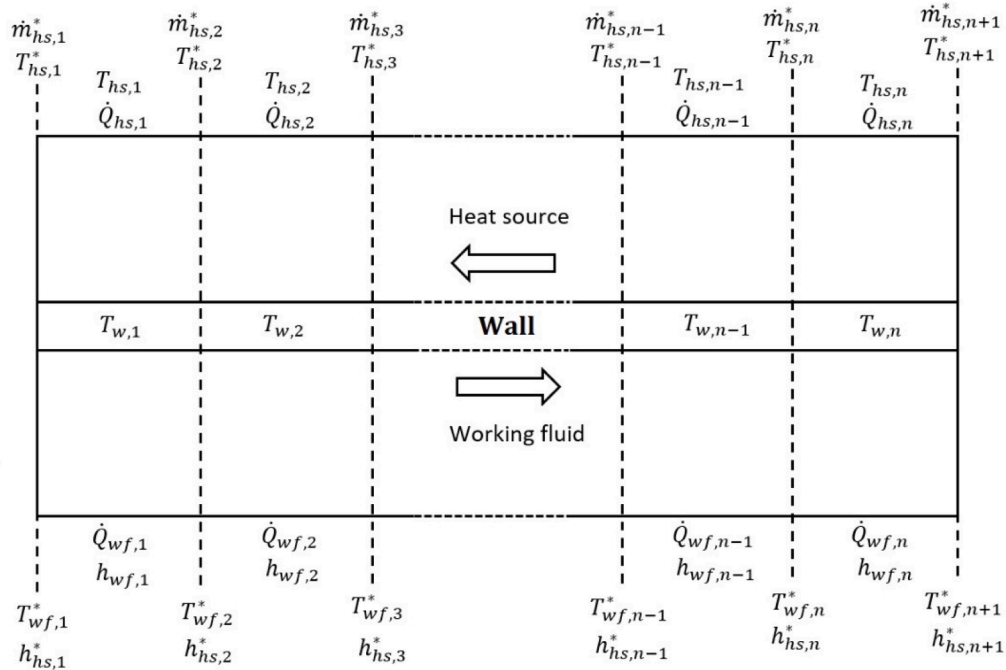 ṁ*hs,1 ṁ*hs,2 ṁ*hs,3 ṁ*hs,n−1 ṁ*hs,n ṁ*hs,n+1
T*hs,1 T*hs,2 T*hs,3 T*hs,n−1 T*hs,n T*hs,n+1
Ths,1 Ths,2 Ths,n−1 Ths,n
Q̇hs,1 Q̇hs,2 Q̇hs,n−1 Q̇hs,n
Heat source
Tw,1 Tw,2 Wall Tw,n−1 Tw,n
Working fluid
Q̇wf,1 Q̇wf,2 Q̇wf,n−1 Q̇wf,n
hwf,1 hwf,2 hwf,n−1 hwf,n
T*wf,1 T*wf,2 T*wf,3 T*wf,n−1 T*wf,n T*wf,n+1
h*hs,1 h*hs,2 h*hs,3 h*hs,n−1 h*hs,n h*hs,n+1